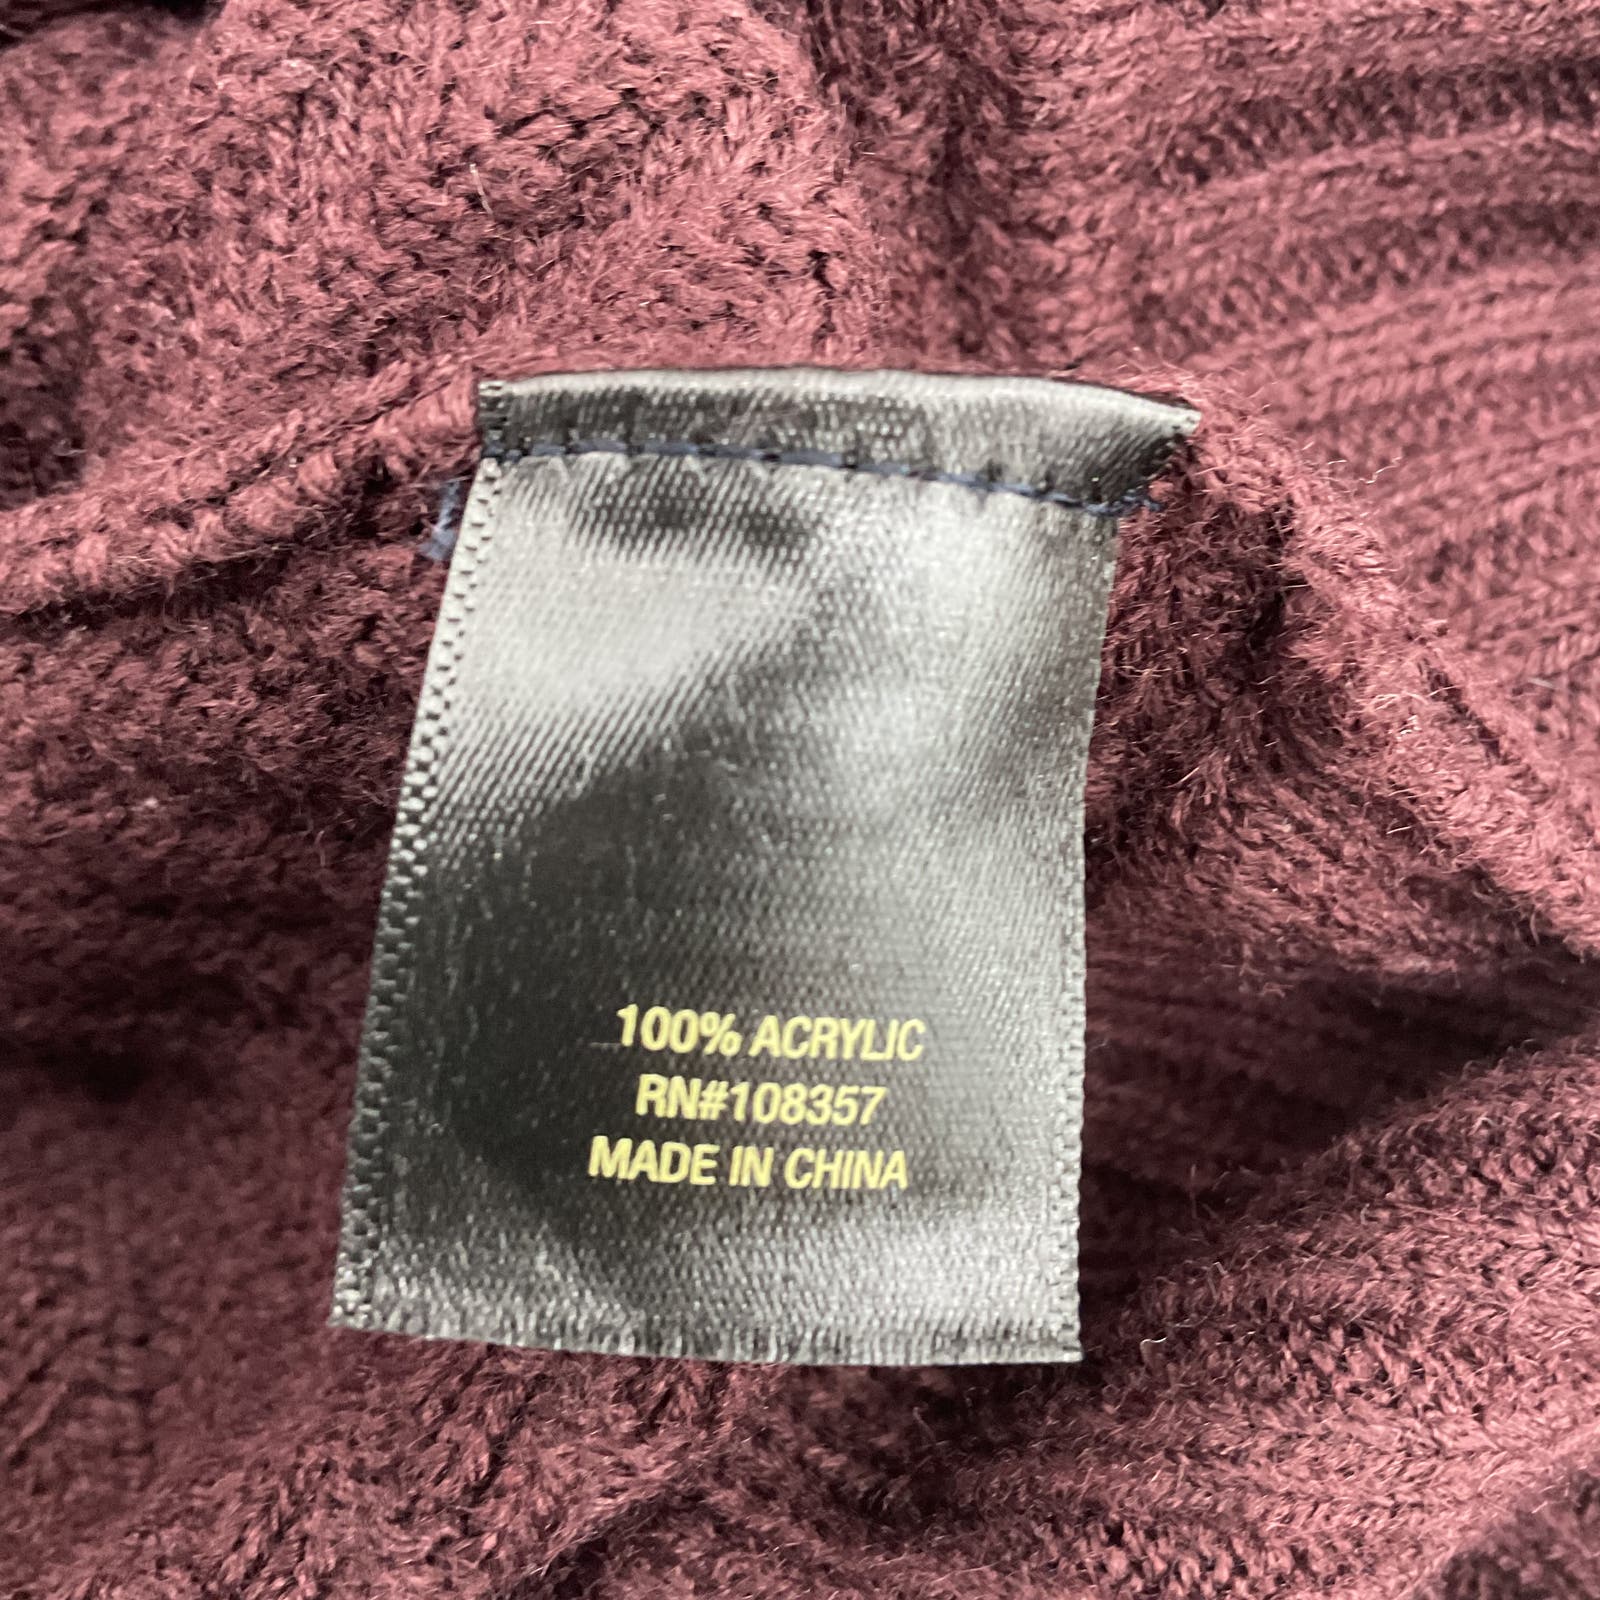 100% ACRYLIC
RN#108357
MADE IN CHINA